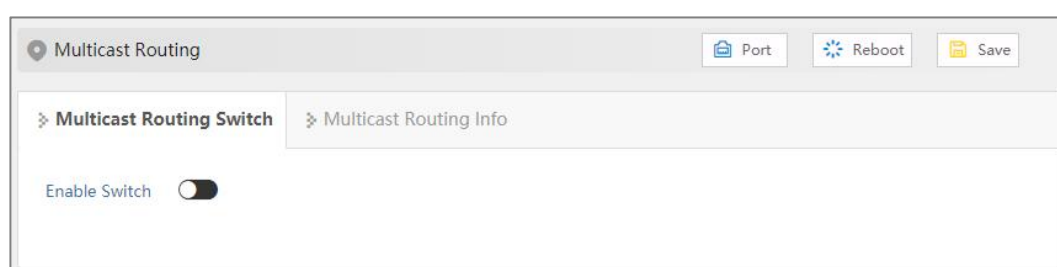 Multicast Routing Port Reboot Save
Multicast Routing Switch Multicast Routing Info
Enable Switch